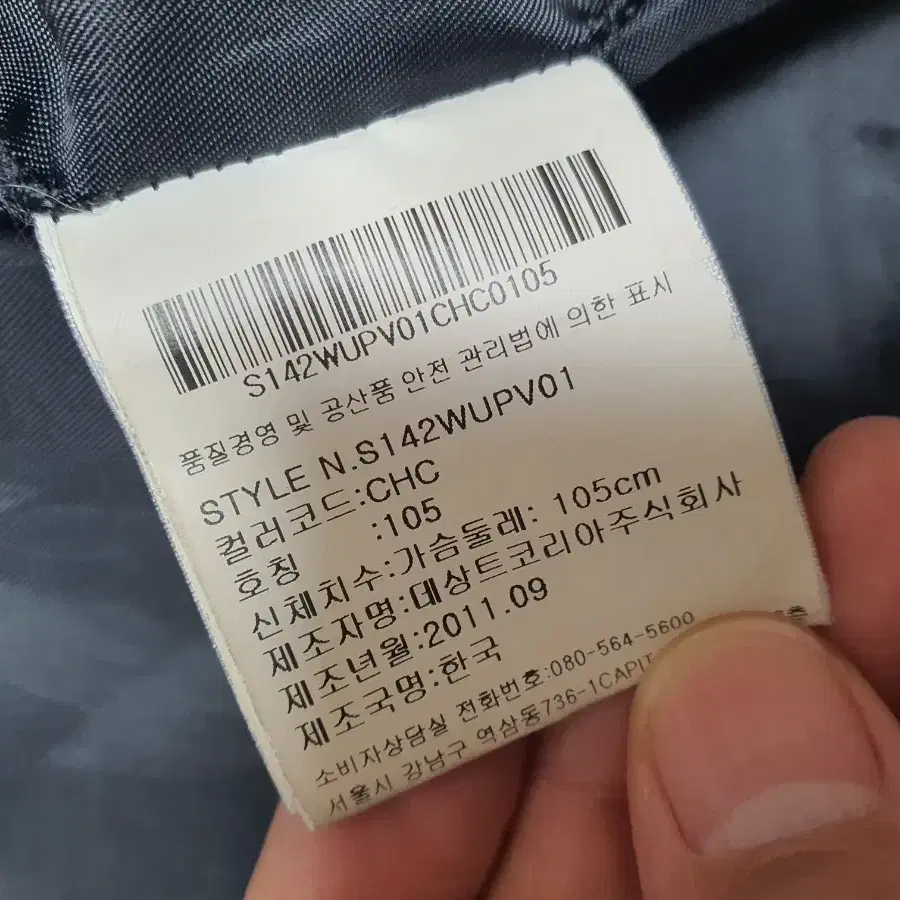 S142WUPV01CHC0105
품질경영 및 공산품 안전 관리법에 의한 표시
STYLE N.S142WUPV01
컬러코드:CHC
호칭 :105
신체치수:가슴둘레: 105cm
제조자명:데상트코리아주식회사
제조년월:2011.09
제조국명:한국
소비자상담실 전화번호:080-564-5600
서울시 강남구 역삼동736-1CAPIT